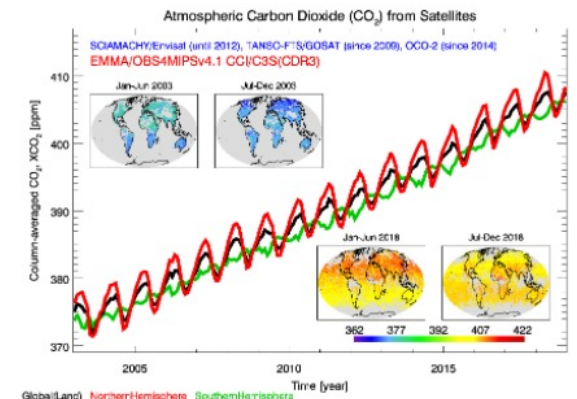 Atmospheric Carbon Dioxide (CO₂) from Satellites
SCIAMACHY/Envisat (until 2012), TANSO-FTS/GOSAT (since 2009), OCO-2 (since 2014)
EMMA/OBS4MIPSv4.1 CCI/C3S(CDR3)
Jan-Jun 2003 Jul-Dec 2003
Column-averaged CO₂, XCO₂ [ppm]
410
400
390
380
370
Jan-Jun 2018 Jul-Dec 2018
362 377 392 407 422
2005 2010 2015
Time [year]
Global(Land) NorthernHemisphere SouthernHemisphere